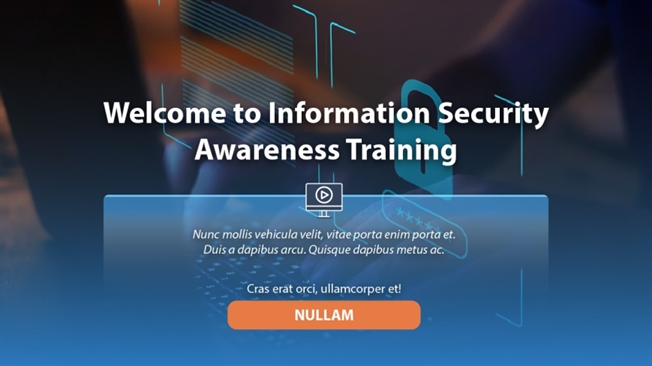 Welcome to Information Security
Awareness Training
Nunc mollis vehicula velit, vitae porta enim porta et.
Duis a dapibus arcu. Quisque dapibus metus ac.
Cras erat orci, ullamcorper et!
NULLAM